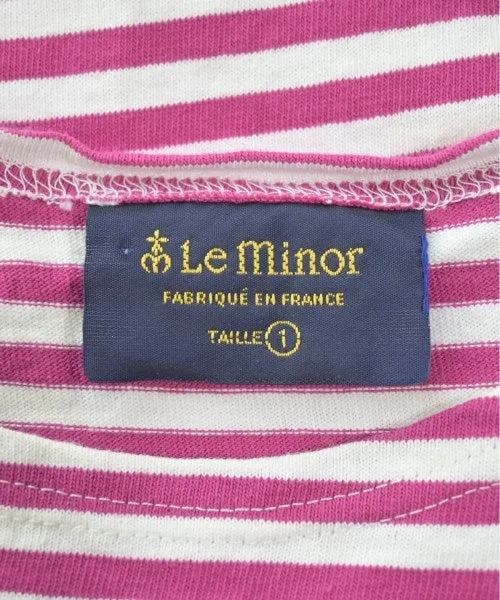 Le Minor
FABRIQUÉ EN FRANCE
TAILLE 1